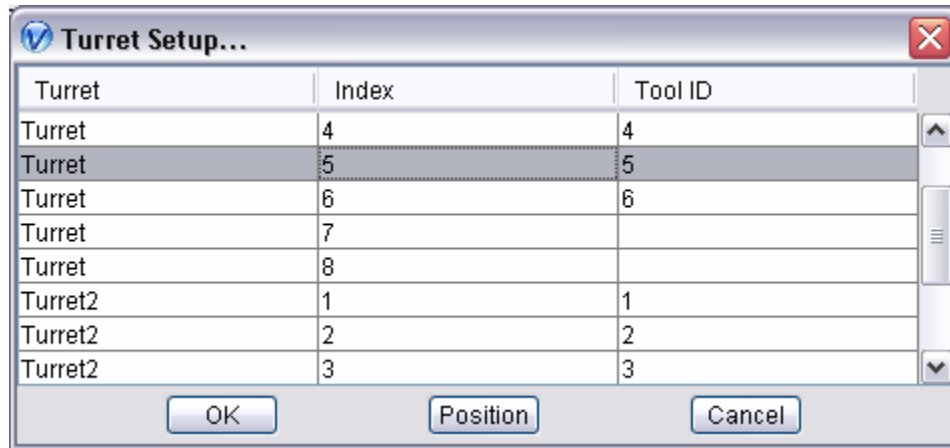 Turret Setup...
Turret Index Tool ID
Turret 4 4
Turret 5 5
Turret 6 6
Turret 7
Turret 8
Turret2 1 1
Turret2 2 2
Turret2 3 3
OK Position Cancel